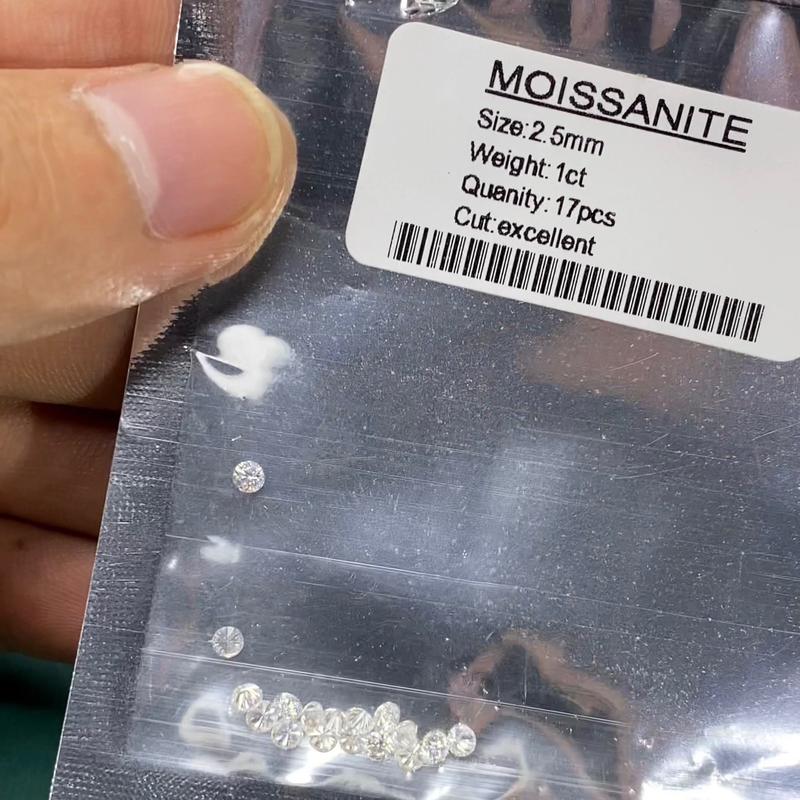 MOISSANITE
Size:2.5mm
Weight:1ct
Quanity:17pcs
Cut:excellent